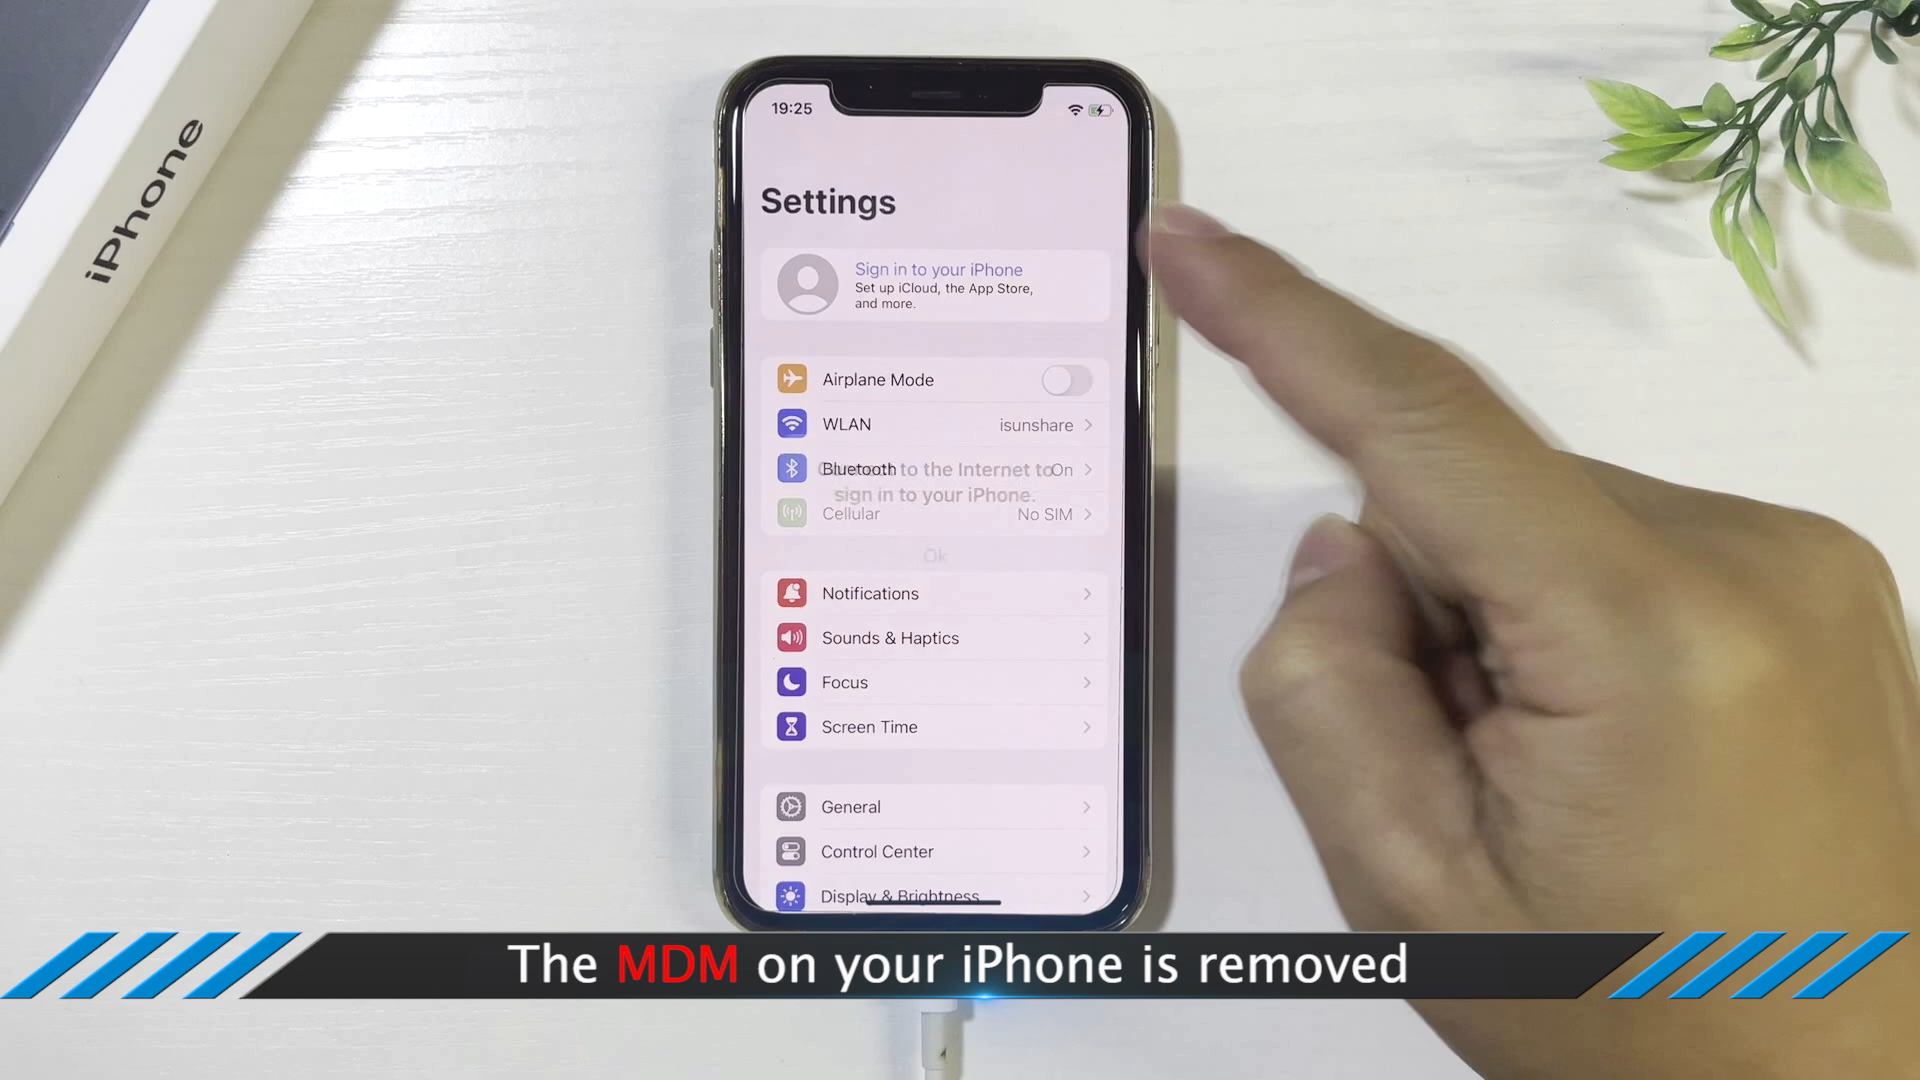 iPhone
19:25
Settings
Sign in to your iPhone
Set up iCloud, the App Store,
and more.
Airplane Mode
WLAN isunshare
Bluetooth On
to the Internet to
sign in to your iPhone.
Cellular No SIM
Ok
Notifications
Sounds & Haptics
Focus
Screen Time
General
Control Center
Display & Brightness
The MDM on your iPhone is removed